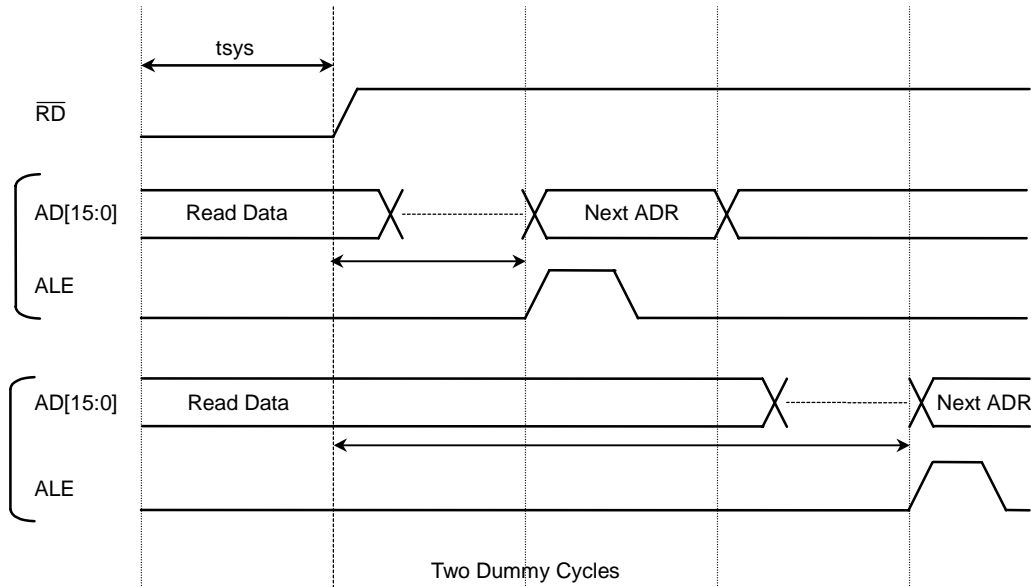 tsys
R̅D̅
AD[15:0] Read Data Next ADR
ALE
AD[15:0] Read Data Next ADR
ALE
Two Dummy Cycles